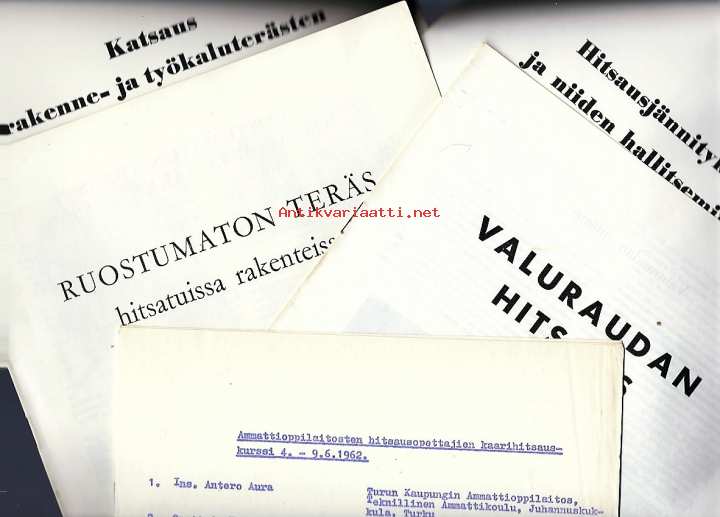 Katsaus
rakenne- ja työkaluterästen
Hitsausjännityk
ja niiden hallitsemi
RUOSTUMATON TERÄS
hitsatuissa rakenteiss
Antikvariaatti.net
VALURAUDAN
HITS S
Ammattioppilaitosten hitsausopettajien kaarihitsaus-
kurssi 4. - 9.6.1962.
1. Ins. Antero Aura
Turun Kaupungin Ammattioppilaitos,
Teknillinen Ammattikoulu, Juhannuskuk-
kula, Turku